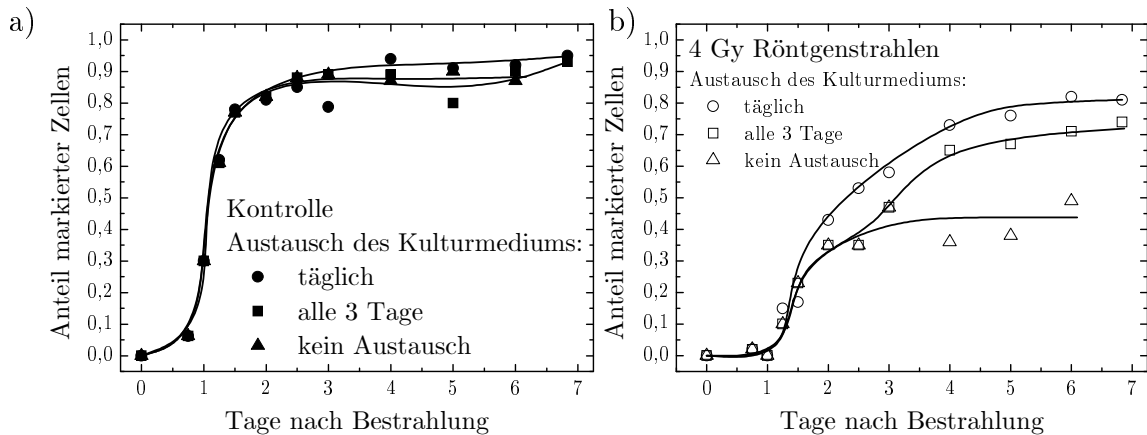 a)
1,0
0,9
0,8
0,7
0,6
0,5
0,4
0,3
0,2
0,1
0,0
Anteil markierter Zellen
Kontrolle
Austausch des Kulturmediums:
täglich
alle 3 Tage
kein Austausch
0 1 2 3 4 5 6 7
Tage nach Bestrahlung
b)
1,0
0,9
0,8
0,7
0,6
0,5
0,4
0,3
0,2
0,1
0,0
Anteil markierter Zellen
4 Gy Röntgenstrahlen
Austausch des Kulturmediums:
täglich
alle 3 Tage
kein Austausch
0 1 2 3 4 5 6 7
Tage nach Bestrahlung